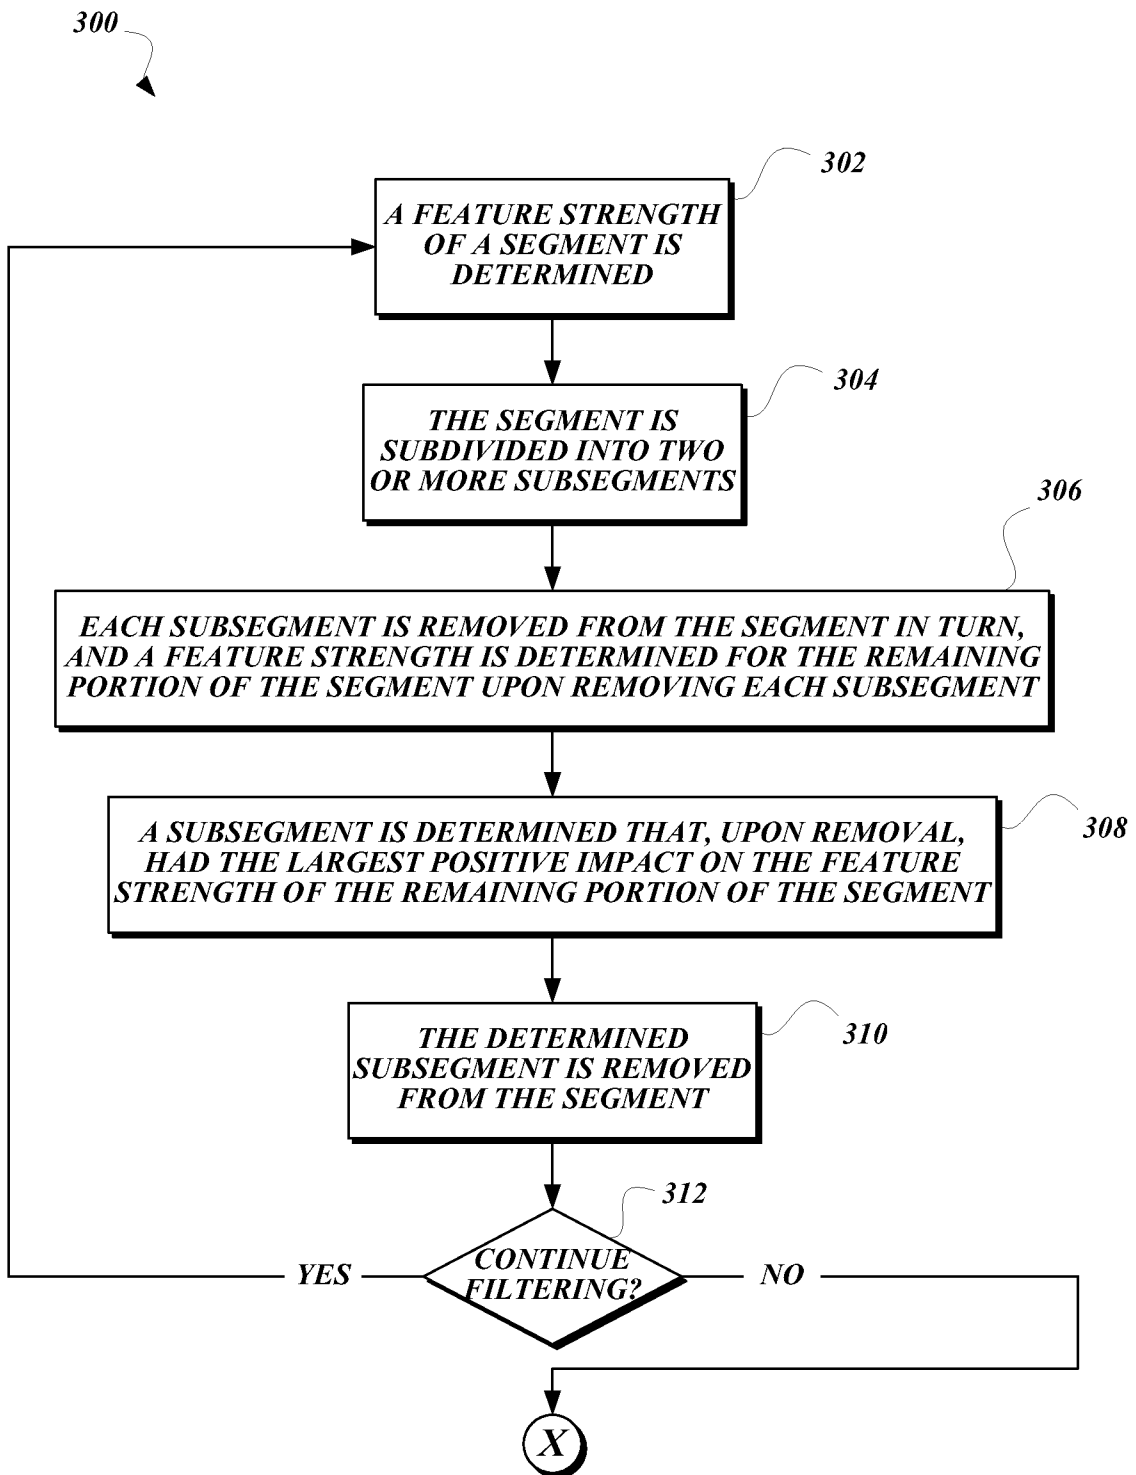 300
302
A FEATURE STRENGTH
OF A SEGMENT IS
DETERMINED
304
THE SEGMENT IS
SUBDIVIDED INTO TWO
OR MORE SUBSEGMENTS
306
EACH SUBSEGMENT IS REMOVED FROM THE SEGMENT IN TURN,
AND A FEATURE STRENGTH IS DETERMINED FOR THE REMAINING
PORTION OF THE SEGMENT UPON REMOVING EACH SUBSEGMENT
308
A SUBSEGMENT IS DETERMINED THAT, UPON REMOVAL,
HAD THE LARGEST POSITIVE IMPACT ON THE FEATURE
STRENGTH OF THE REMAINING PORTION OF THE SEGMENT
310
THE DETERMINED
SUBSEGMENT IS REMOVED
FROM THE SEGMENT
312
CONTINUE
FILTERING?
YES
NO
X